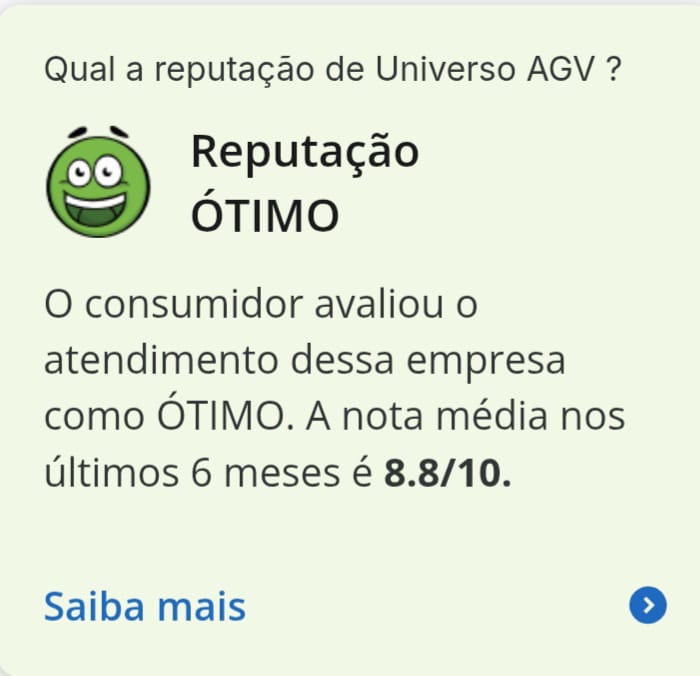 Qual a reputação de Universo AGV ?
Reputação
ÓTIMO
O consumidor avaliou o
atendimento dessa empresa
como ÓTIMO. A nota média nos
últimos 6 meses é 8.8/10.
Saiba mais